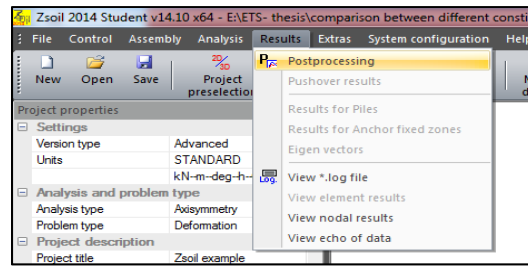 Zsoil 2014 Student v14.10 x64 - E:\ETS- thesis\comparison between different consti
File Control Assembly Analysis Results Extras System configuration Help
New Open Save Project preselection
Postprocessing
Pushover results
Results for Piles
Results for Anchor fixed zones
Eigen vectors
View *.log file
View element results
View nodal results
View echo of data
Project properties
Settings
Version type Advanced
Units STANDARD
kN-m-deg-h-
Analysis and problem type
Analysis type Axisymmetry
Problem type Deformation
Project description
Project title Zsoil example